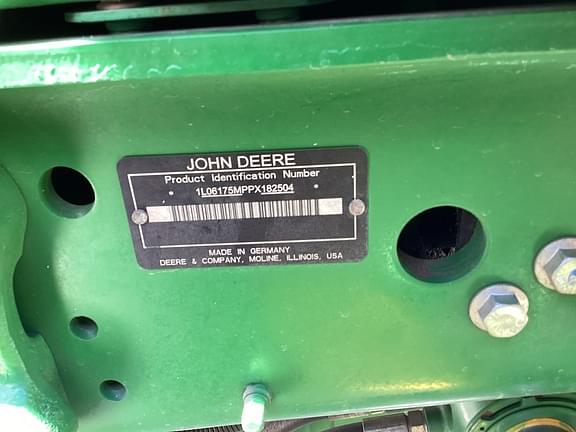 JOHN DEERE
Product Identification Number
1L06175MPPX182504
MADE IN GERMANY
DEERE & COMPANY, MOLINE, ILLINOIS, USA